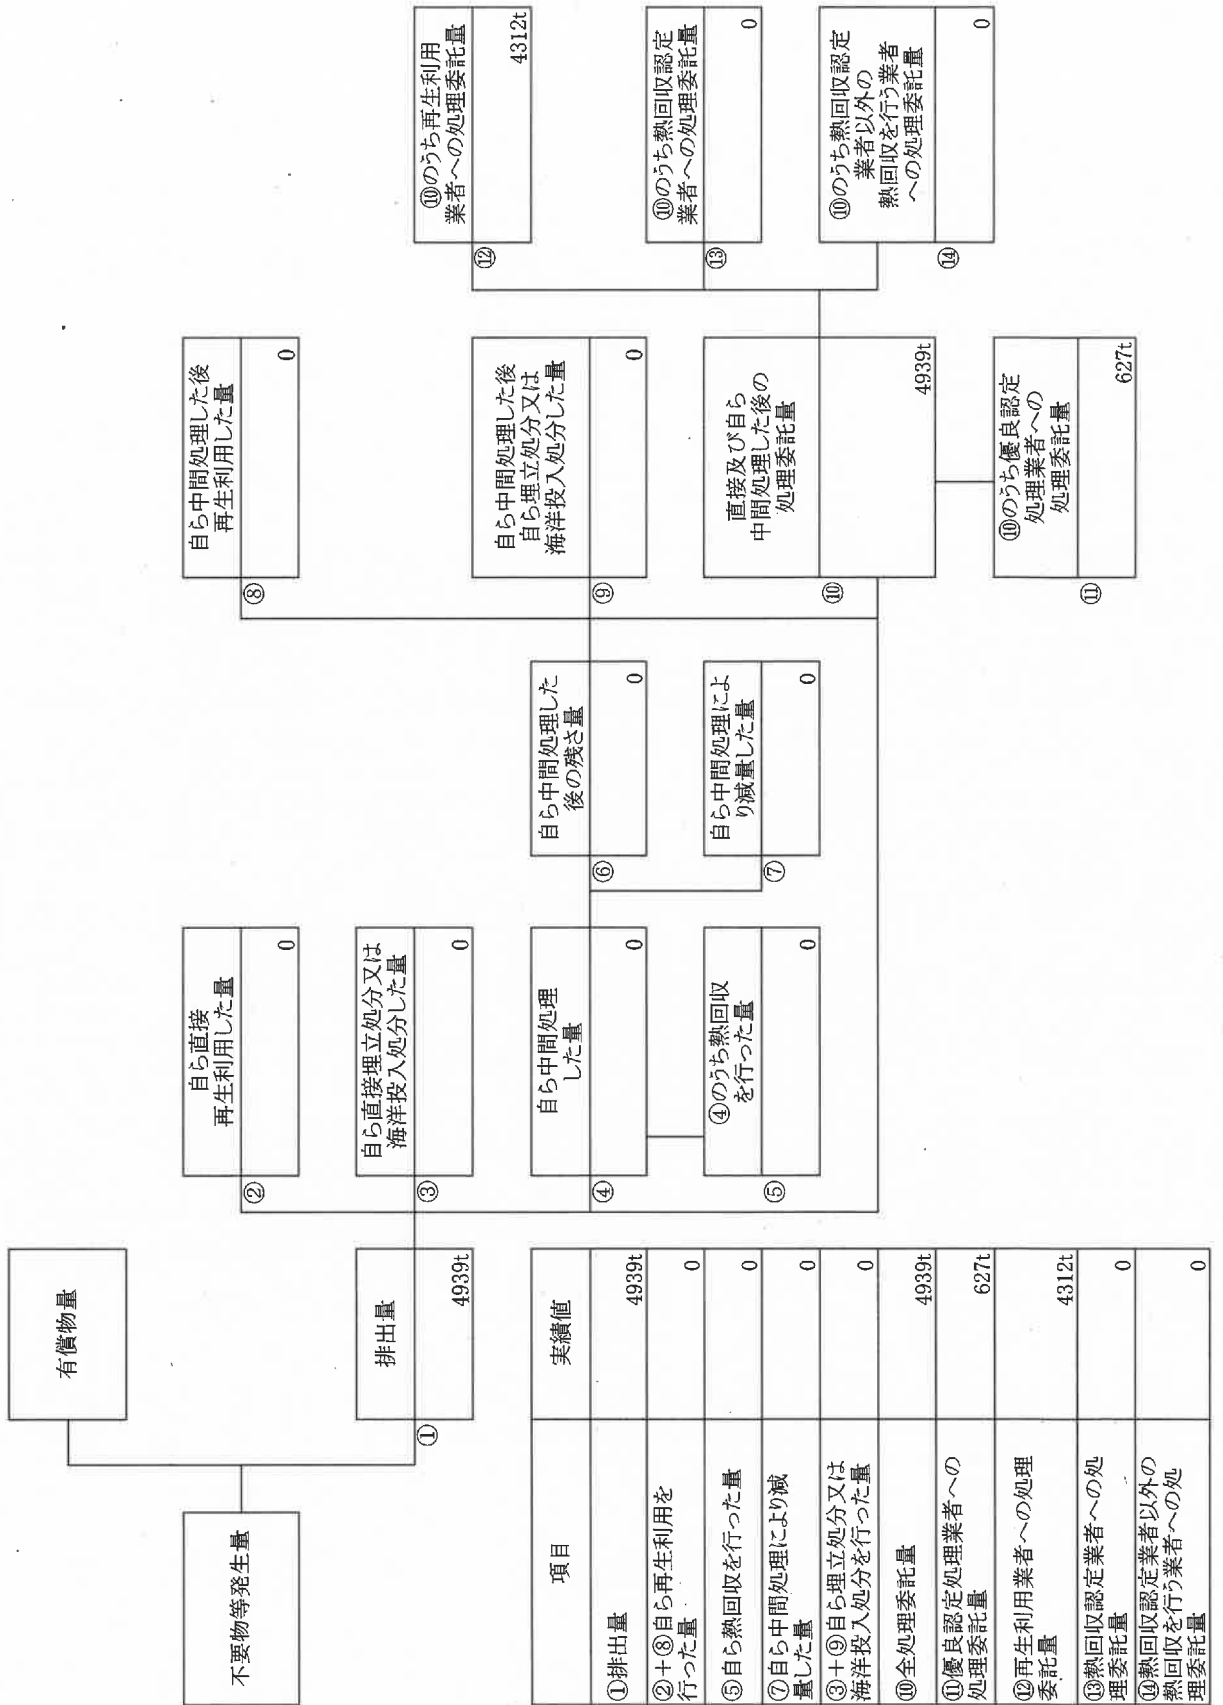 不要物等発生量
有償物量
①
排出量
4939t
②
自ら直接
再生利用した量
0
③
自ら直接埋立処分又は
海洋投入処分した量
0
④
自ら中間処理
した量
0
⑤
④のうち熱回収
を行った量
0
⑥
自ら中間処理した
後の残さ量
0
⑦
自ら中間処理によ
り減量した量
0
⑧
自ら中間処理した後
再生利用した量
0
⑨
自ら中間処理した後
自ら埋立処分又は
海洋投入処分した量
0
⑩
直接及び自ら
中間処理した後の
処理委託量
4939t
⑪
⑩のうち優良認定
処理業者への
処理委託量
627t
⑫
⑩のうち再生利用
業者への処理委託量
4312t
⑬
⑩のうち熱回収認定
業者への処理委託量
0
⑭
⑩のうち熱回収認定
業者以外の
熱回収を行う業者
への処理委託量
0
項目 実績値
①排出量 4939t
②+⑧自ら再生利用を
行った量 0
⑤自ら熱回収を行った量 0
⑦自ら中間処理により減
量した量 0
③+⑨自ら埋立処分又は
海洋投入処分を行った量 0
⑩全処理委託量 4939t
⑪優良認定処理業者への
処理委託量 627t
⑫再生利用業者への処理
委託量 4312t
⑬熱回収認定業者への処
理委託量 0
⑭熱回収認定業者以外の
熱回収を行う業者への処
理委託量 0